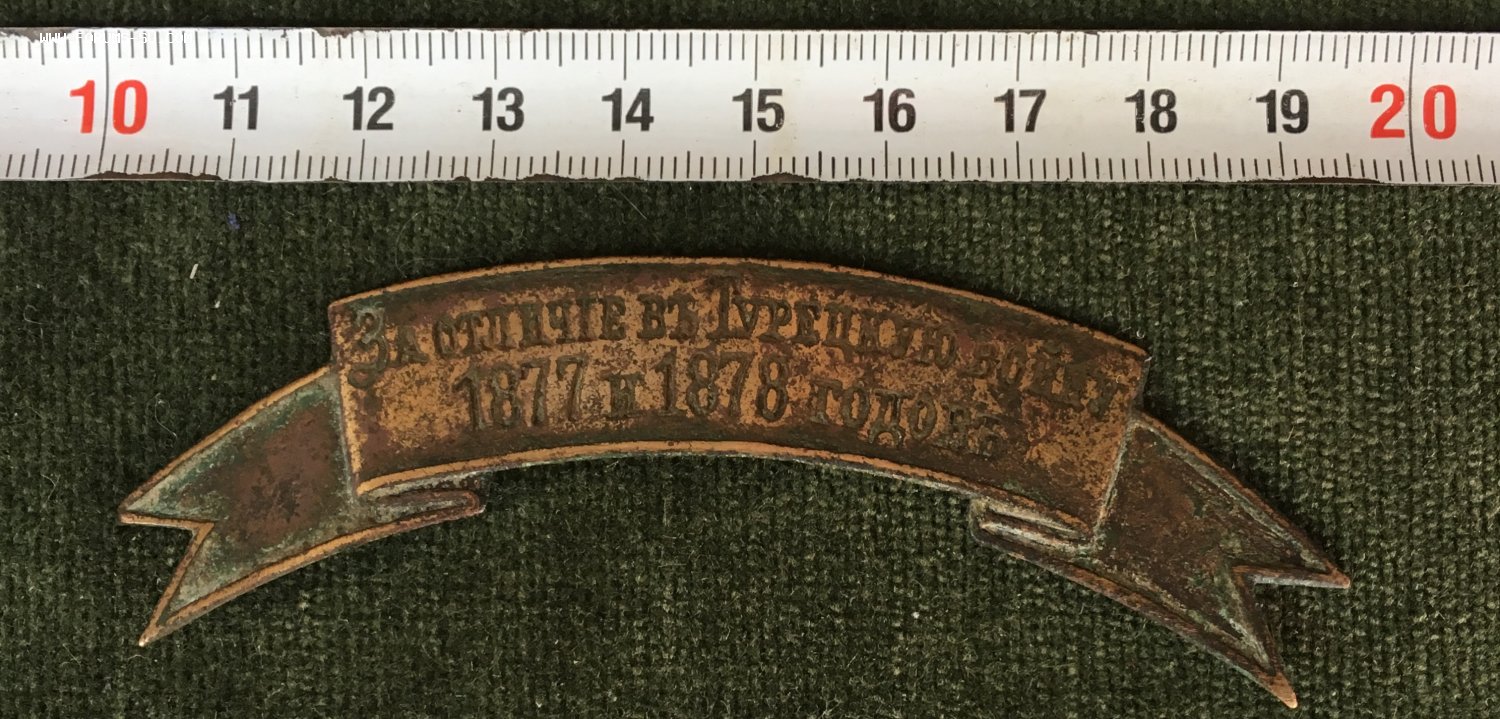 10 11 12 13 14 15 16 17 18 19 20
За отличіе въ Турецкую войну
1877 и 1878 годовъ